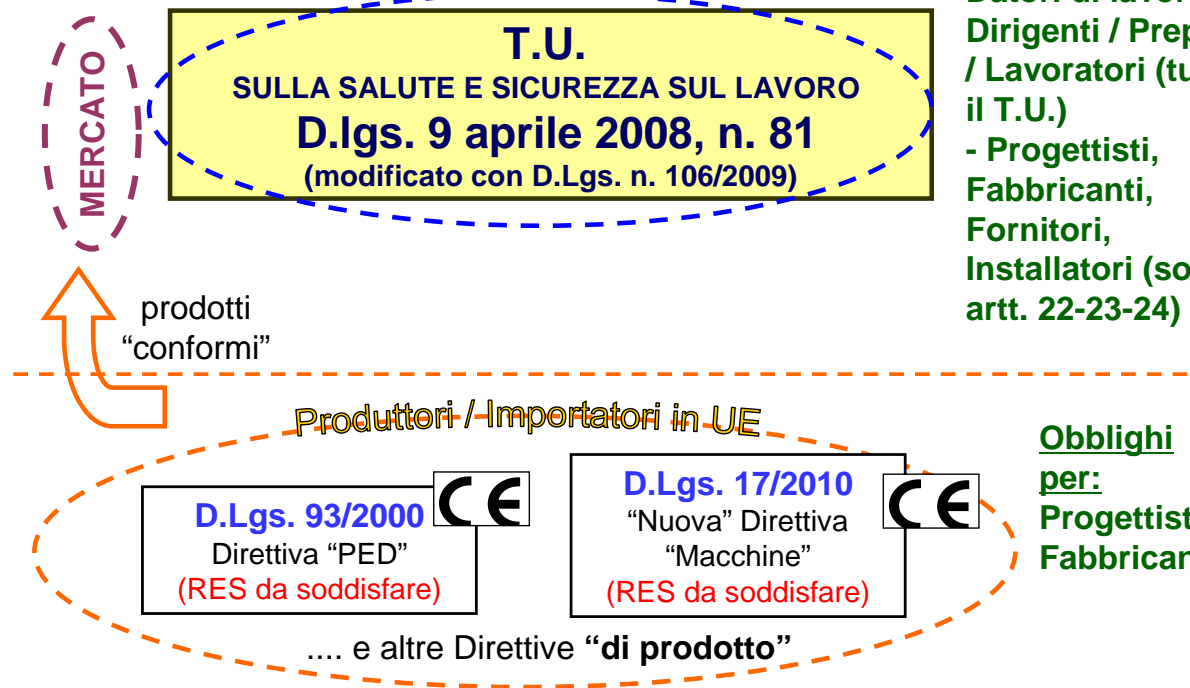 Datori di lavoro
Dirigenti / Prep
/ Lavoratori (tu
il T.U.)
- Progettisti,
Fabbricanti,
Fornitori,
Installatori (so
artt. 22-23-24)
T.U.
SULLA SALUTE E SICUREZZA SUL LAVORO
D.lgs. 9 aprile 2008, n. 81
(modificato con D.Lgs. n. 106/2009)
MERCATO
prodotti
“conformi”
Produttori / Importatori in UE
D.Lgs. 93/2000
Direttiva “PED”
(RES da soddisfare)
CE
D.Lgs. 17/2010
“Nuova” Direttiva
“Macchine”
(RES da soddisfare)
CE
.... e altre Direttive “di prodotto”
Obblighi
per:
Progettist
Fabbrican